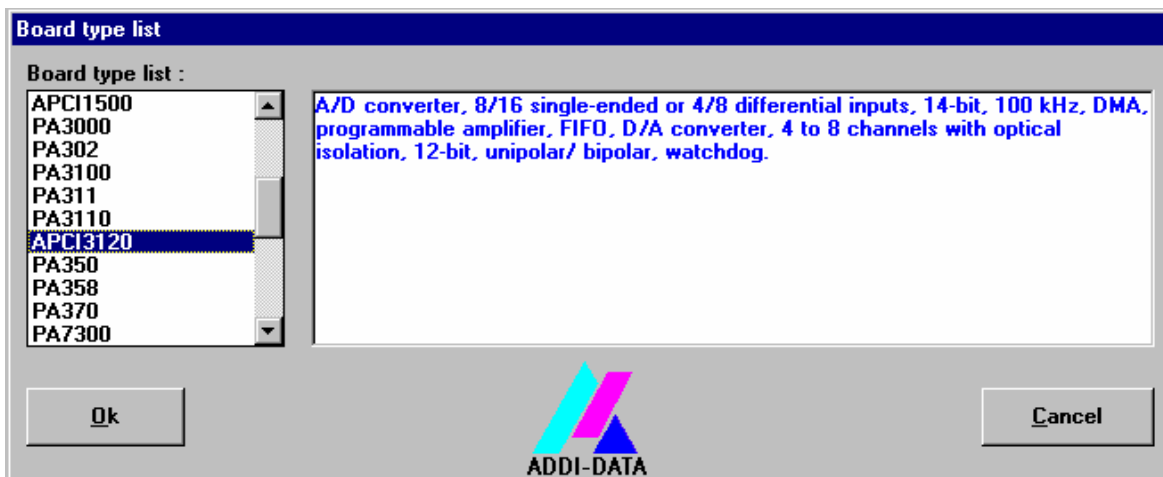 Board type list
Board type list :
APCI1500
PA3000
PA302
PA3100
PA311
PA3110
APCI3120
PA350
PA358
PA370
PA7300
A/D converter, 8/16 single-ended or 4/8 differential inputs, 14-bit, 100 kHz, DMA,
programmable amplifier, FIFO, D/A converter, 4 to 8 channels with optical
isolation, 12-bit, unipolar/ bipolar, watchdog.
Ok
ADDI-DATA
Cancel